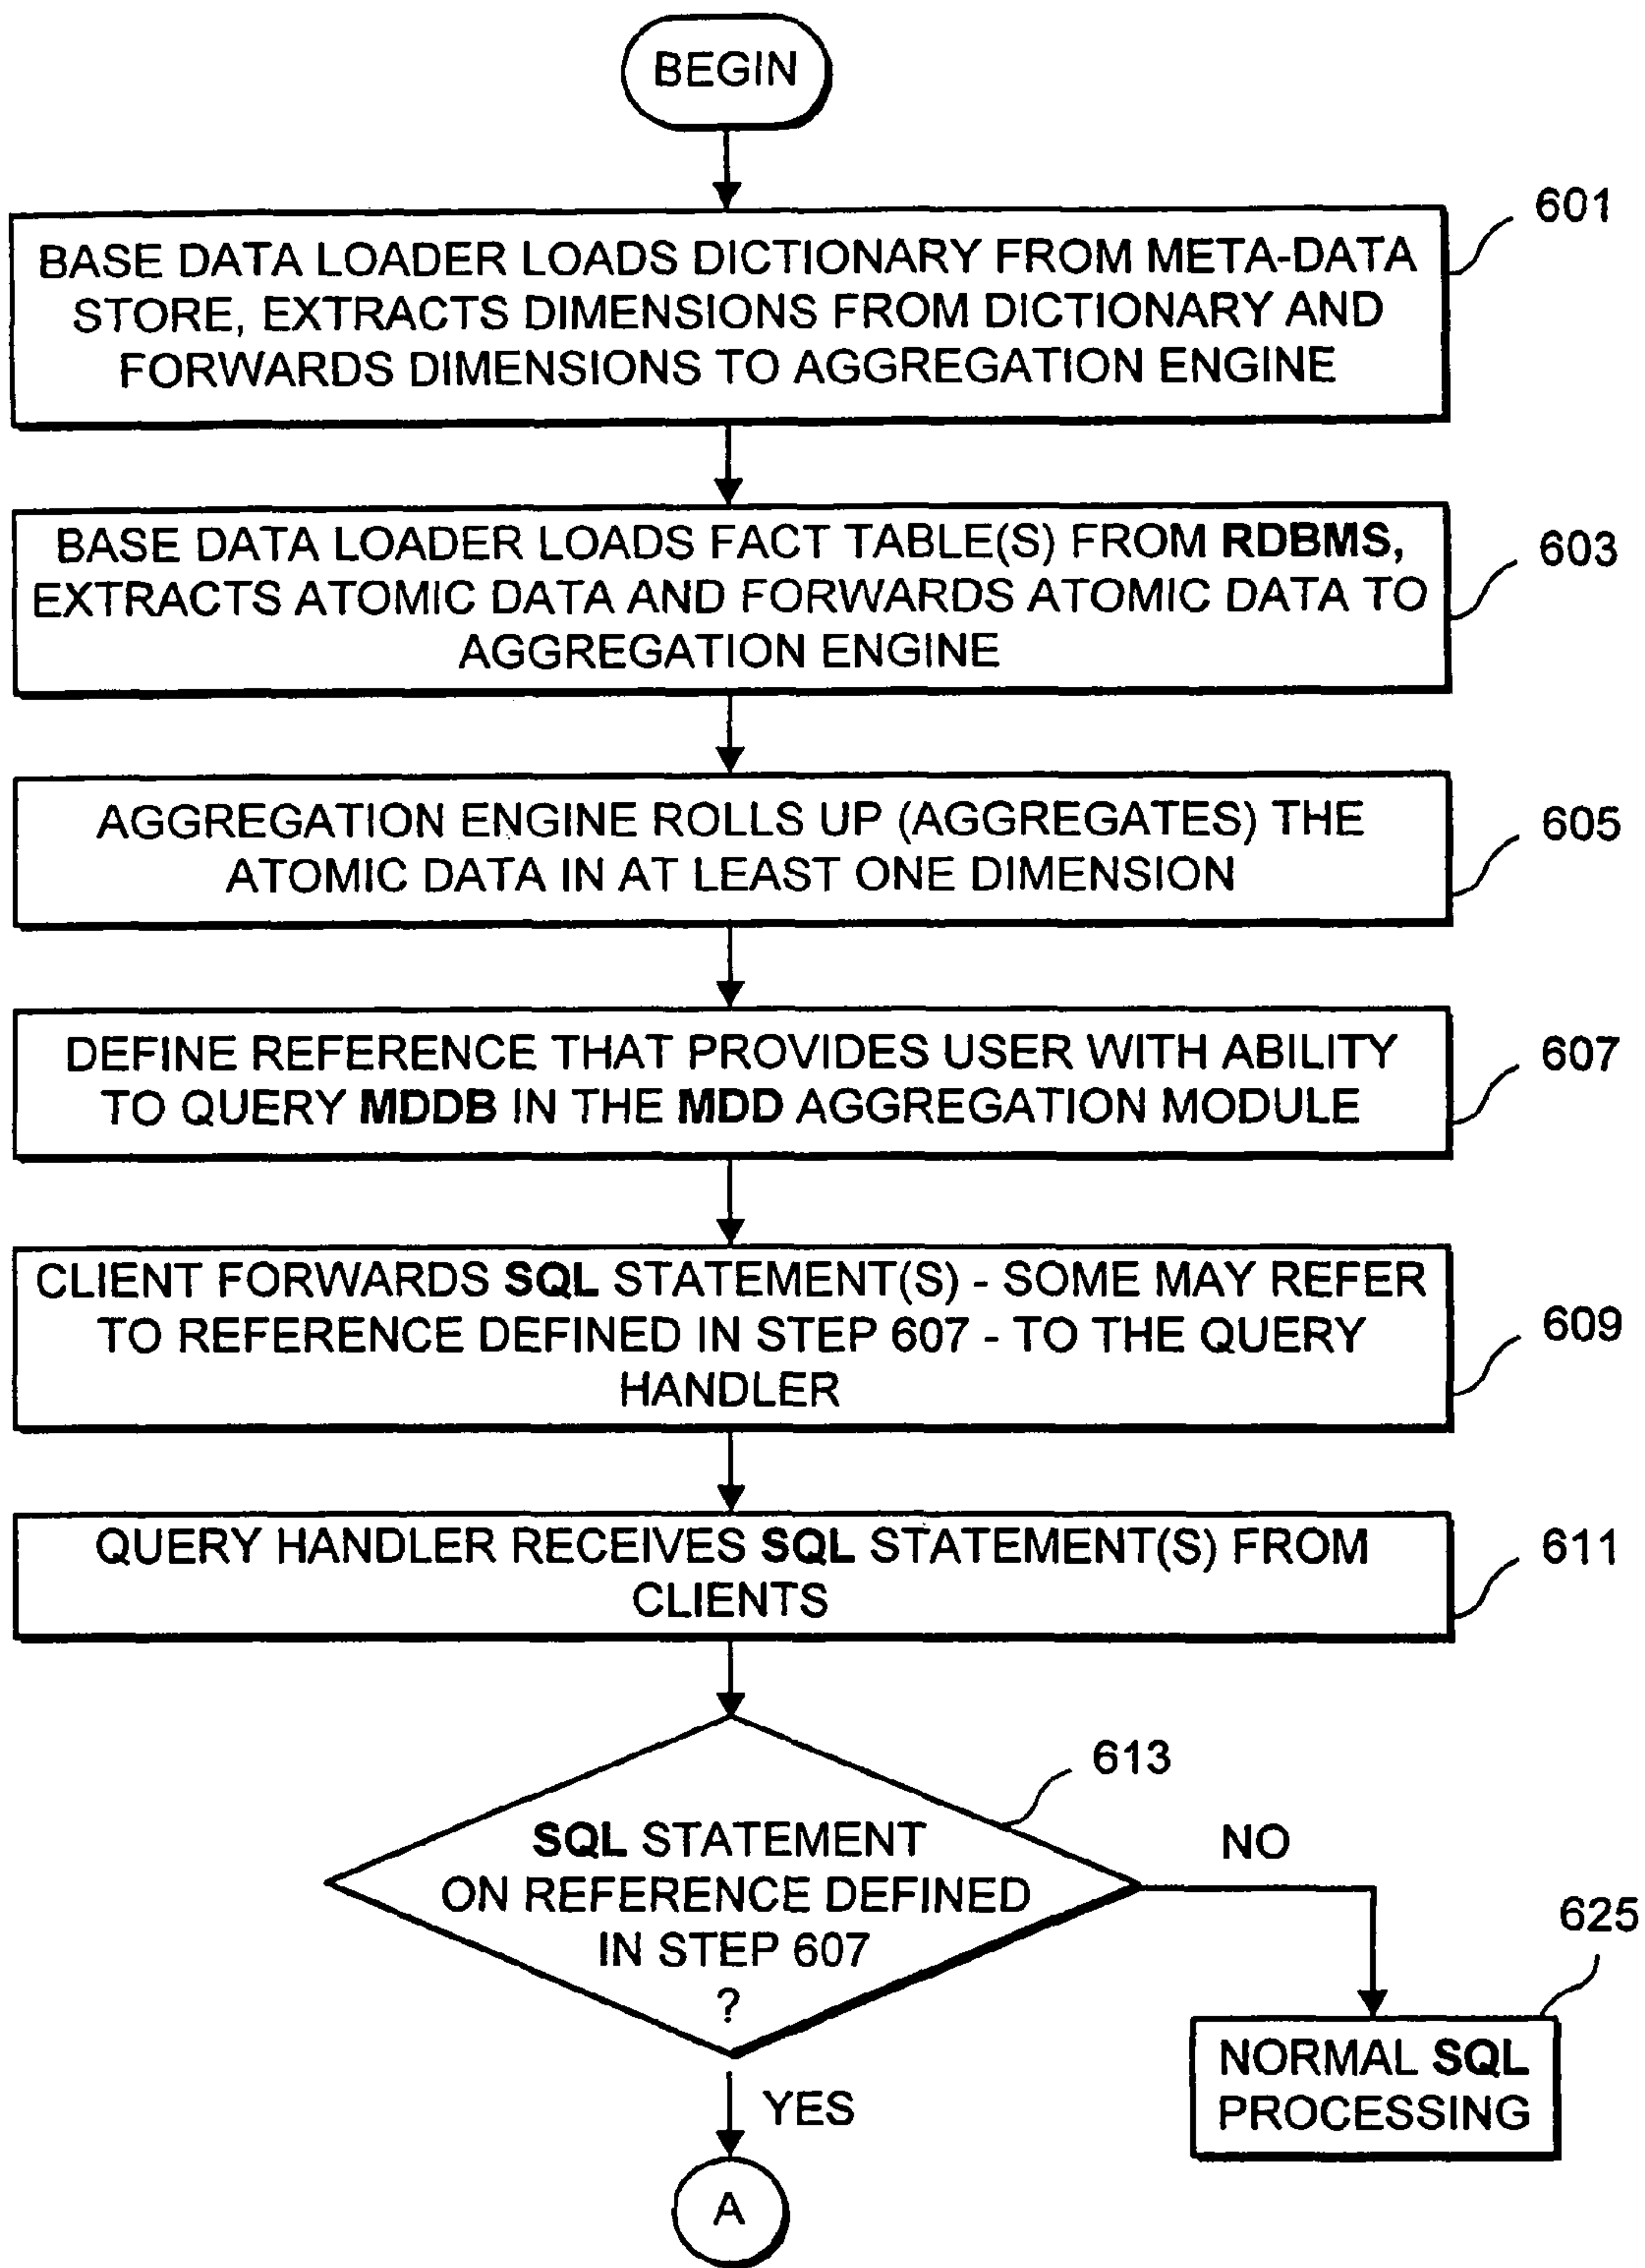 BEGIN
601
BASE DATA LOADER LOADS DICTIONARY FROM META-DATA
STORE, EXTRACTS DIMENSIONS FROM DICTIONARY AND
FORWARDS DIMENSIONS TO AGGREGATION ENGINE
603
BASE DATA LOADER LOADS FACT TABLE(S) FROM RDBMS,
EXTRACTS ATOMIC DATA AND FORWARDS ATOMIC DATA TO
AGGREGATION ENGINE
605
AGGREGATION ENGINE ROLLS UP (AGGREGATES) THE
ATOMIC DATA IN AT LEAST ONE DIMENSION
607
DEFINE REFERENCE THAT PROVIDES USER WITH ABILITY
TO QUERY MDDB IN THE MDD AGGREGATION MODULE
609
CLIENT FORWARDS SQL STATEMENT(S) - SOME MAY REFER
TO REFERENCE DEFINED IN STEP 607 - TO THE QUERY
HANDLER
611
QUERY HANDLER RECEIVES SQL STATEMENT(S) FROM
CLIENTS
613
SQL STATEMENT
ON REFERENCE DEFINED
IN STEP 607
?
NO
625
NORMAL SQL
PROCESSING
YES
A